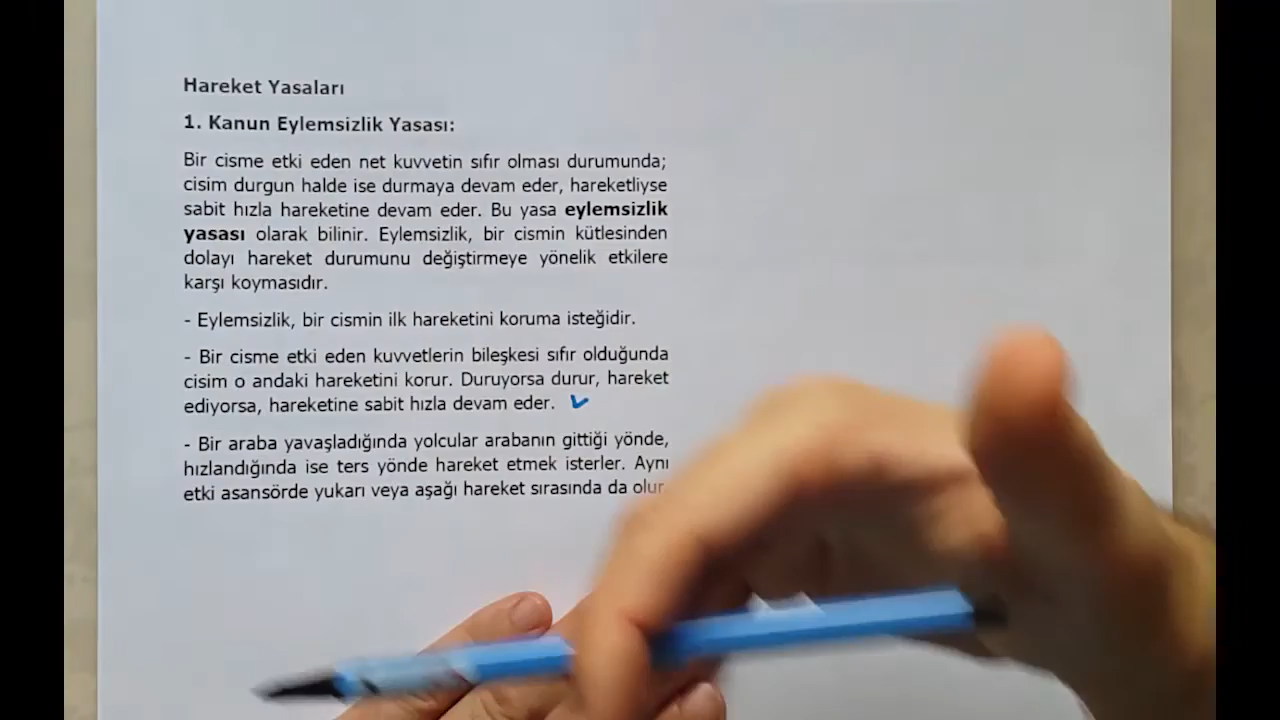 Hareket Yasaları
1. Kanun Eylemsizlik Yasası:
Bir cisme etki eden net kuvvetin sıfır olması durumunda;
cisim durgun halde ise durmaya devam eder, hareketliyse
sabit hızla hareketine devam eder. Bu yasa eylemsizlik
yasası olarak bilinir. Eylemsizlik, bir cismin kütlesinden
dolayı hareket durumunu değiştirmeye yönelik etkilere
karşı koymasıdır.
- Eylemsizlik, bir cismin ilk hareketini koruma isteğidir.
- Bir cisme etki eden kuvvetlerin bileşkesi sıfır olduğunda
cisim o andaki hareketini korur. Duruyorsa durur, hareket
ediyorsa, hareketine sabit hızla devam eder.
- Bir araba yavaşladığında yolcular arabanın gittiği yönde,
hızlandığında ise ters yönde hareket etmek isterler. Aynı
etki asansörde yukarı veya aşağı hareket sırasında da olur.